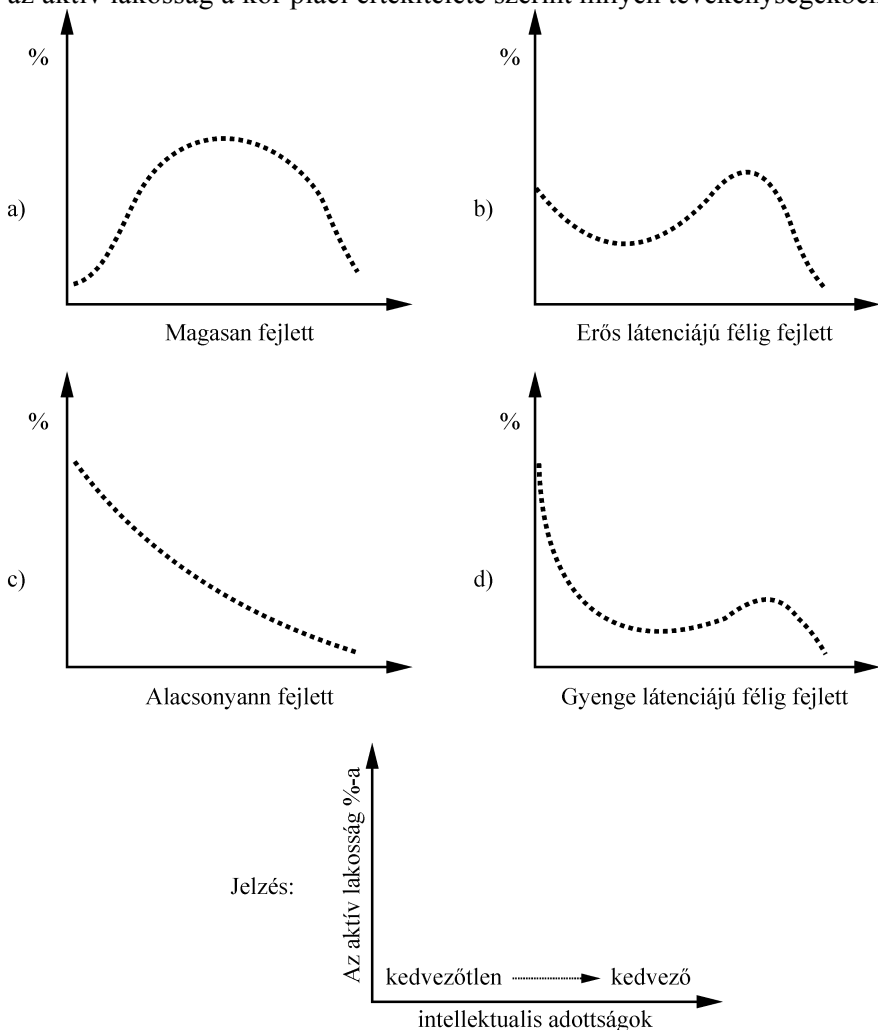 az aktív lakosság a kor piaci értékítélete szerint milyen tevékenységekben
%
%
a)
b)
Magasan fejlett
Erős látenciájú félig fejlett
%
%
c)
d)
Alacsonyann fejlett
Gyenge látenciájú félig fejlett
Az aktív lakosság %-a
Jelzés:
kedvezőtlen
kedvező
intellektualis adottságok